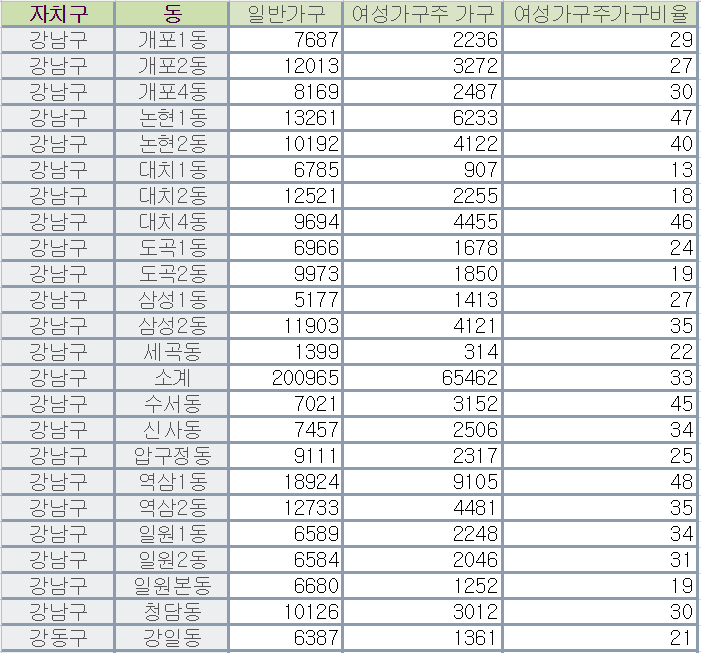 자치구 동 일반가구 여성가구주 가구 여성가구주가구비율
강남구 개포1동 7687 2236 29
강남구 개포2동 12013 3272 27
강남구 개포4동 8169 2487 30
강남구 논현1동 13261 6233 47
강남구 논현2동 10192 4122 40
강남구 대치1동 6785 907 13
강남구 대치2동 12521 2255 18
강남구 대치4동 9694 4455 46
강남구 도곡1동 6966 1678 24
강남구 도곡2동 9973 1850 19
강남구 삼성1동 5177 1413 27
강남구 삼성2동 11903 4121 35
강남구 세곡동 1399 314 22
강남구 소계 200965 65462 33
강남구 수서동 7021 3152 45
강남구 신사동 7457 2506 34
강남구 압구정동 9111 2317 25
강남구 역삼1동 18924 9105 48
강남구 역삼2동 12733 4481 35
강남구 일원1동 6589 2248 34
강남구 일원2동 6584 2046 31
강남구 일원본동 6680 1252 19
강남구 청담동 10126 3012 30
강동구 강일동 6387 1361 21